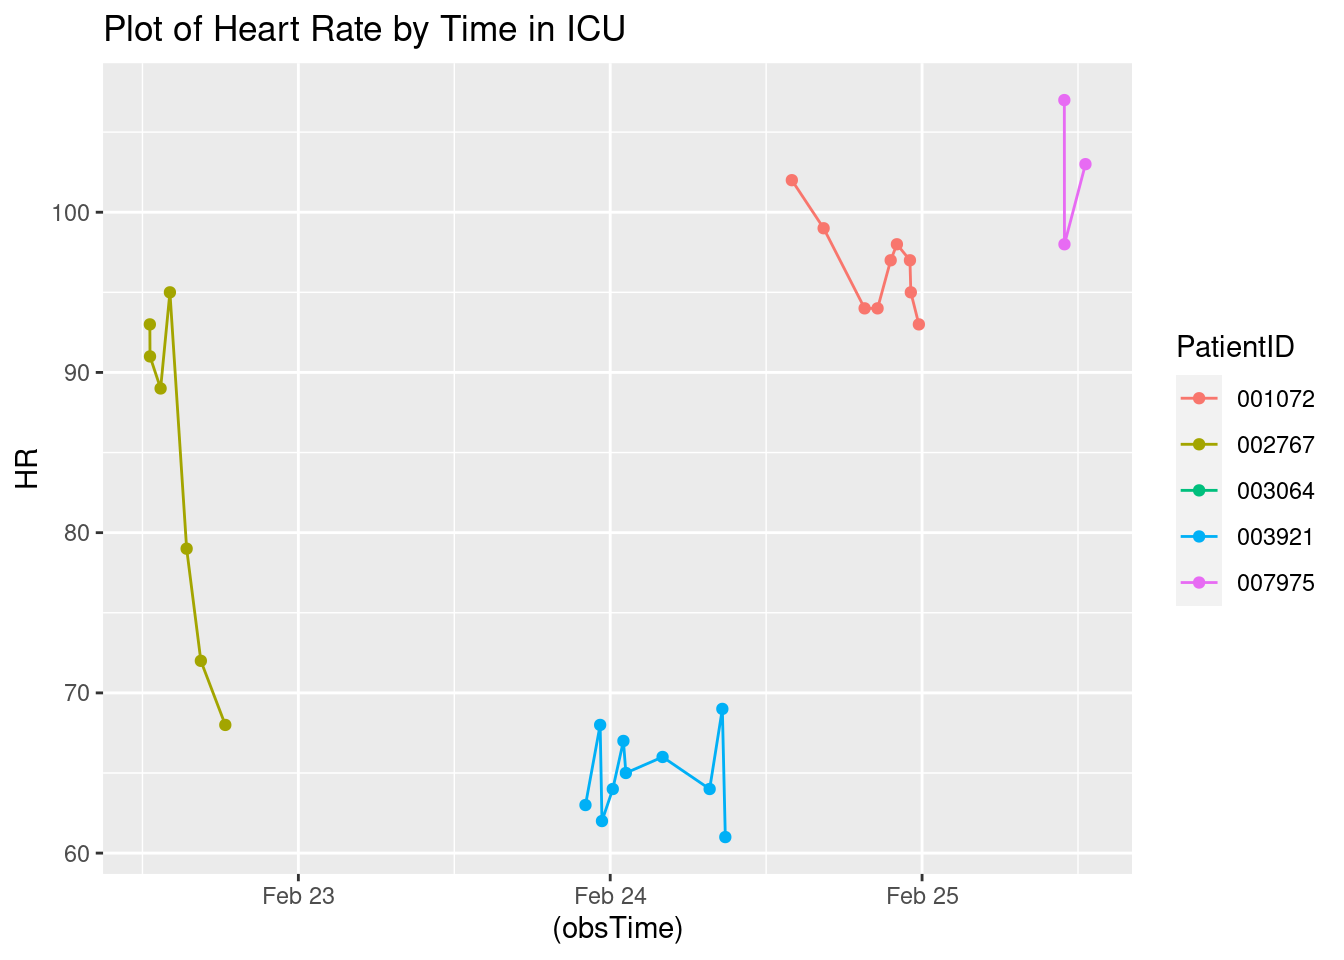 Plot of Heart Rate by Time in ICU
100
90
80
70
60
HR
Feb 23
Feb 24
Feb 25
(obsTime)
PatientID
001072
002767
003064
003921
007975